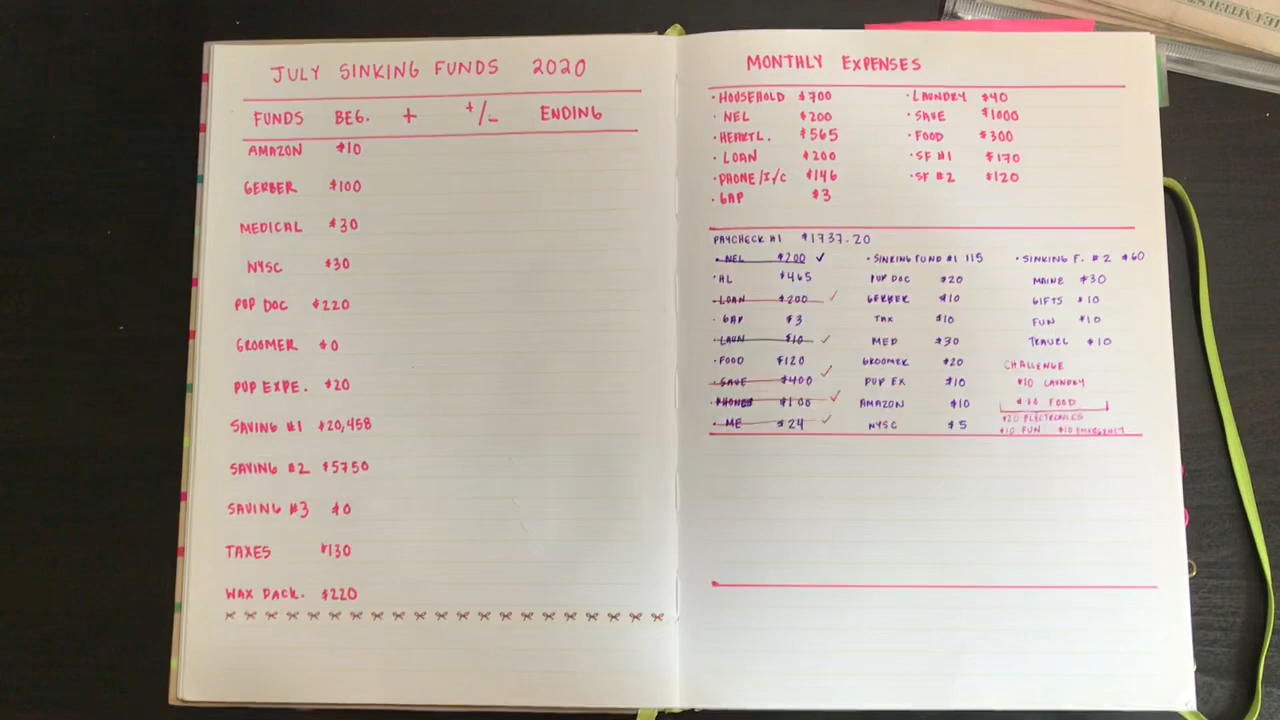 JULY SINKING FUNDS 2020
FUNDS BEG. + +/- ENDING
AMAZON $10
GERBER $100
MEDICAL $30
NYSC $30
PUP DOC $220
GROOMER $0
PUP EXPE. $20
SAVING #1 $20,458
SAVING #2 $5750
SAVING #3 $0
TAXES $130
WAX PACK. $220
MONTHLY EXPENSES
• HOUSEHOLD $700 • LAUNDRY $40
• NEL $200 • SAVE $1000
• HEARTL. $565 • FOOD $300
• LOAN $200 • SF #1 $170
• PHONE/I/C $146 • SF #2 $120
• GAP $3
PAYCHECK #1 $1737.20
• NEL $200 ✓ • SINKING FUND #1 115 • SINKING F. #2 $60
• HL $465 PUP DOC $20 MAINE $30
• LOAN $200 ✓ GERBER $10 GIFTS $10
• GAP $3 TAX $10 FUN $10
• LAUN $10 ✓ MED $30 TRAVEL $10
• FOOD $120 GROOMER $20 CHALLENGE
• SAVE $400 ✓ PUP EX $10 $10 LAUNDRY
• PHONE $100 ✓ AMAZON $10 FOOD
• ME $24 ✓ NYSC $5 $20 ELECTRONICS
$10 FUN $10 EMERGENCY